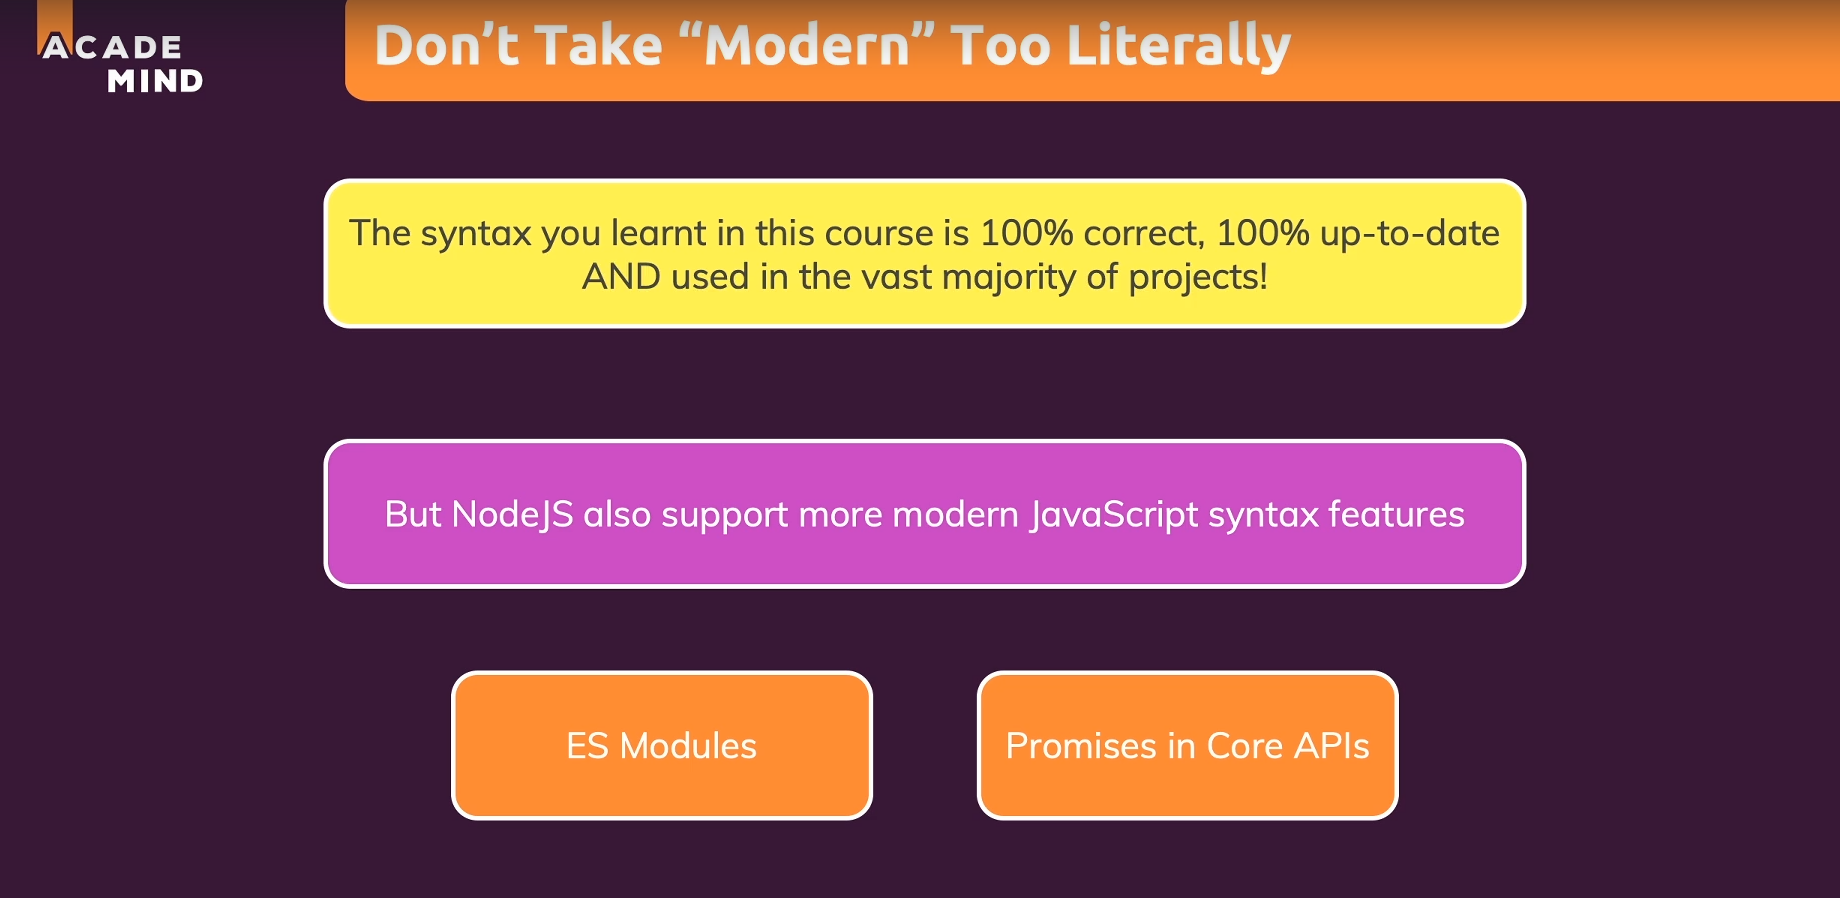 ACADE
MIND
Don’t Take “Modern” Too Literally
The syntax you learnt in this course is 100% correct, 100% up-to-date
AND used in the vast majority of projects!
But NodeJS also support more modern JavaScript syntax features
ES Modules
Promises in Core APIs